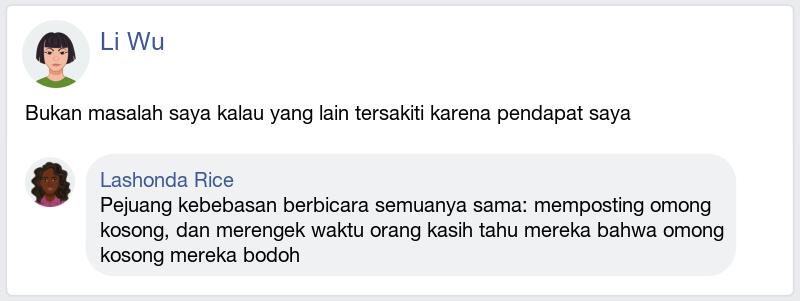 Li Wu
Bukan masalah saya kalau yang lain tersakiti karena pendapat saya
Lashonda Rice
Pejuang kebebasan berbicara semuanya sama: memposting omong
kosong, dan merengek waktu orang kasih tahu mereka bahwa omong
kosong mereka bodoh